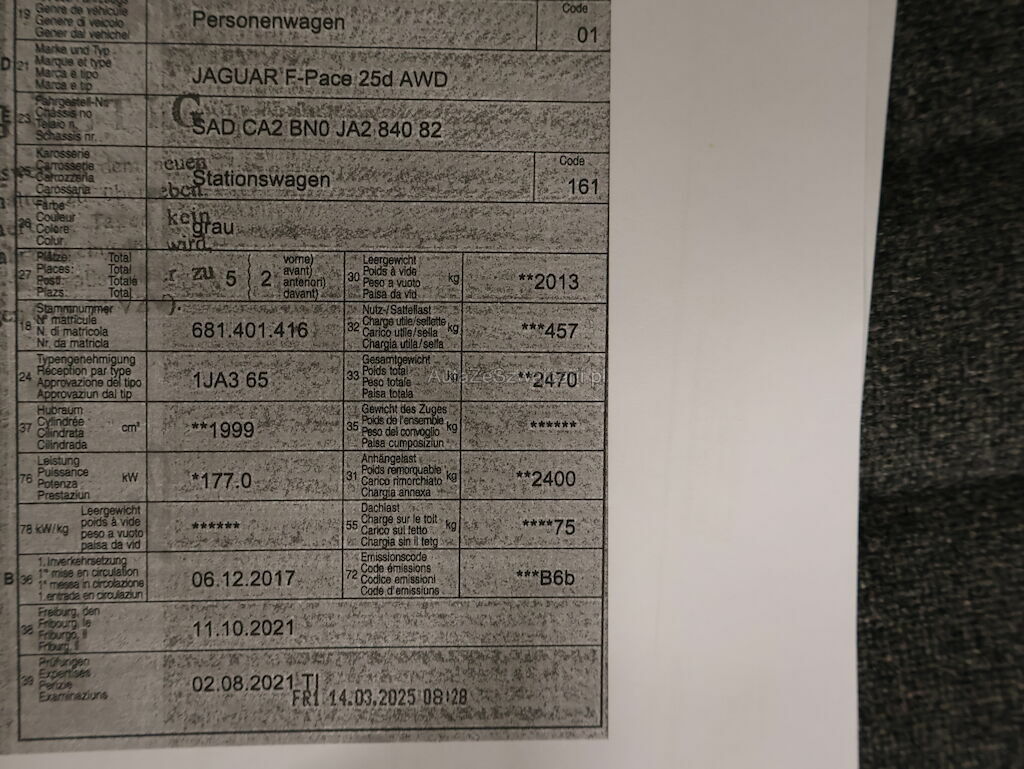 19 Genre de véhicule
Genere di veicolo
Gener dal vehichel
Personenwagen
Code
01
D 21 Marke und Typ
Marque et type
Marca e tipo
Marca e tip
JAGUAR F-Pace 25d AWD
E 23 Fahrgestell-Nr.
Châssis no
Telaio n.
Schassis nr.
G
SAD CA2 BN0 JA2 840 82
25 Karosserie
Carrosserie
Carrozzeria
Carossaria
euen
eben
Stationswagen
Code
161
26 Farbe
Couleur
Colore
Colur
kein
wird,
grau
27 Plätze: Total
Places: Total
Posti: Totale
Plazs: Total
r zu
5
2
vorne)
avant)
anteriori)
davant)
30 Leergewicht
Poids à vide
Peso a vuoto
Paisa da vid
kg
**2013
18 Stammnummer
N° matricule
N. di matricola
Nr. da matricla
).
681.401.416
32 Nutz-/Sattellast
Charge utile/sellette
Carico utile/sella
Chargia utila/sella
kg
***457
24 Typengenehmigung
Réception par type
Approvazione del tipo
Approvaziun dal tip
1JA3 65
33 Gesamtgewicht
Poids total
Peso totale
Paisa totala
kg
**2470
37 Hubraum
Cylindrée
Cilindrata
Cilindrada
cm³
**1999
35 Gewicht des Zuges
Poids de l'ensemble
Peso del convoglio
Paisa cumposiziun
kg
******
76 Leistung
Puissance
Potenza
Prestaziun
kW
*177.0
31 Anhängelast
Poids remorquable
Carico rimorchiato
Chargia annexa
kg
**2400
78 kW/kg
Leergewicht
poids à vide
peso a vuoto
paisa da vid
******
55 Dachlast
Charge sur le toit
Carico sul tetto
Chargia sin il tetg
kg
****75
B 36 1. Inverkehrsetzung
1re mise en circulation
1a messa in circolazione
1. entrada en circulaziun
06.12.2017
72 Emissionscode
Code émissions
Codice emissioni
Code d'emissiuns
***B6b
38 Freiburg, den
Fribourg, le
Friburgo, il
Friburg, il
11.10.2021
39 Prüfungen
Expertises
Perizie
Examinaziuns
02.08.2021 TI
FRI 14.03.2025 08:28